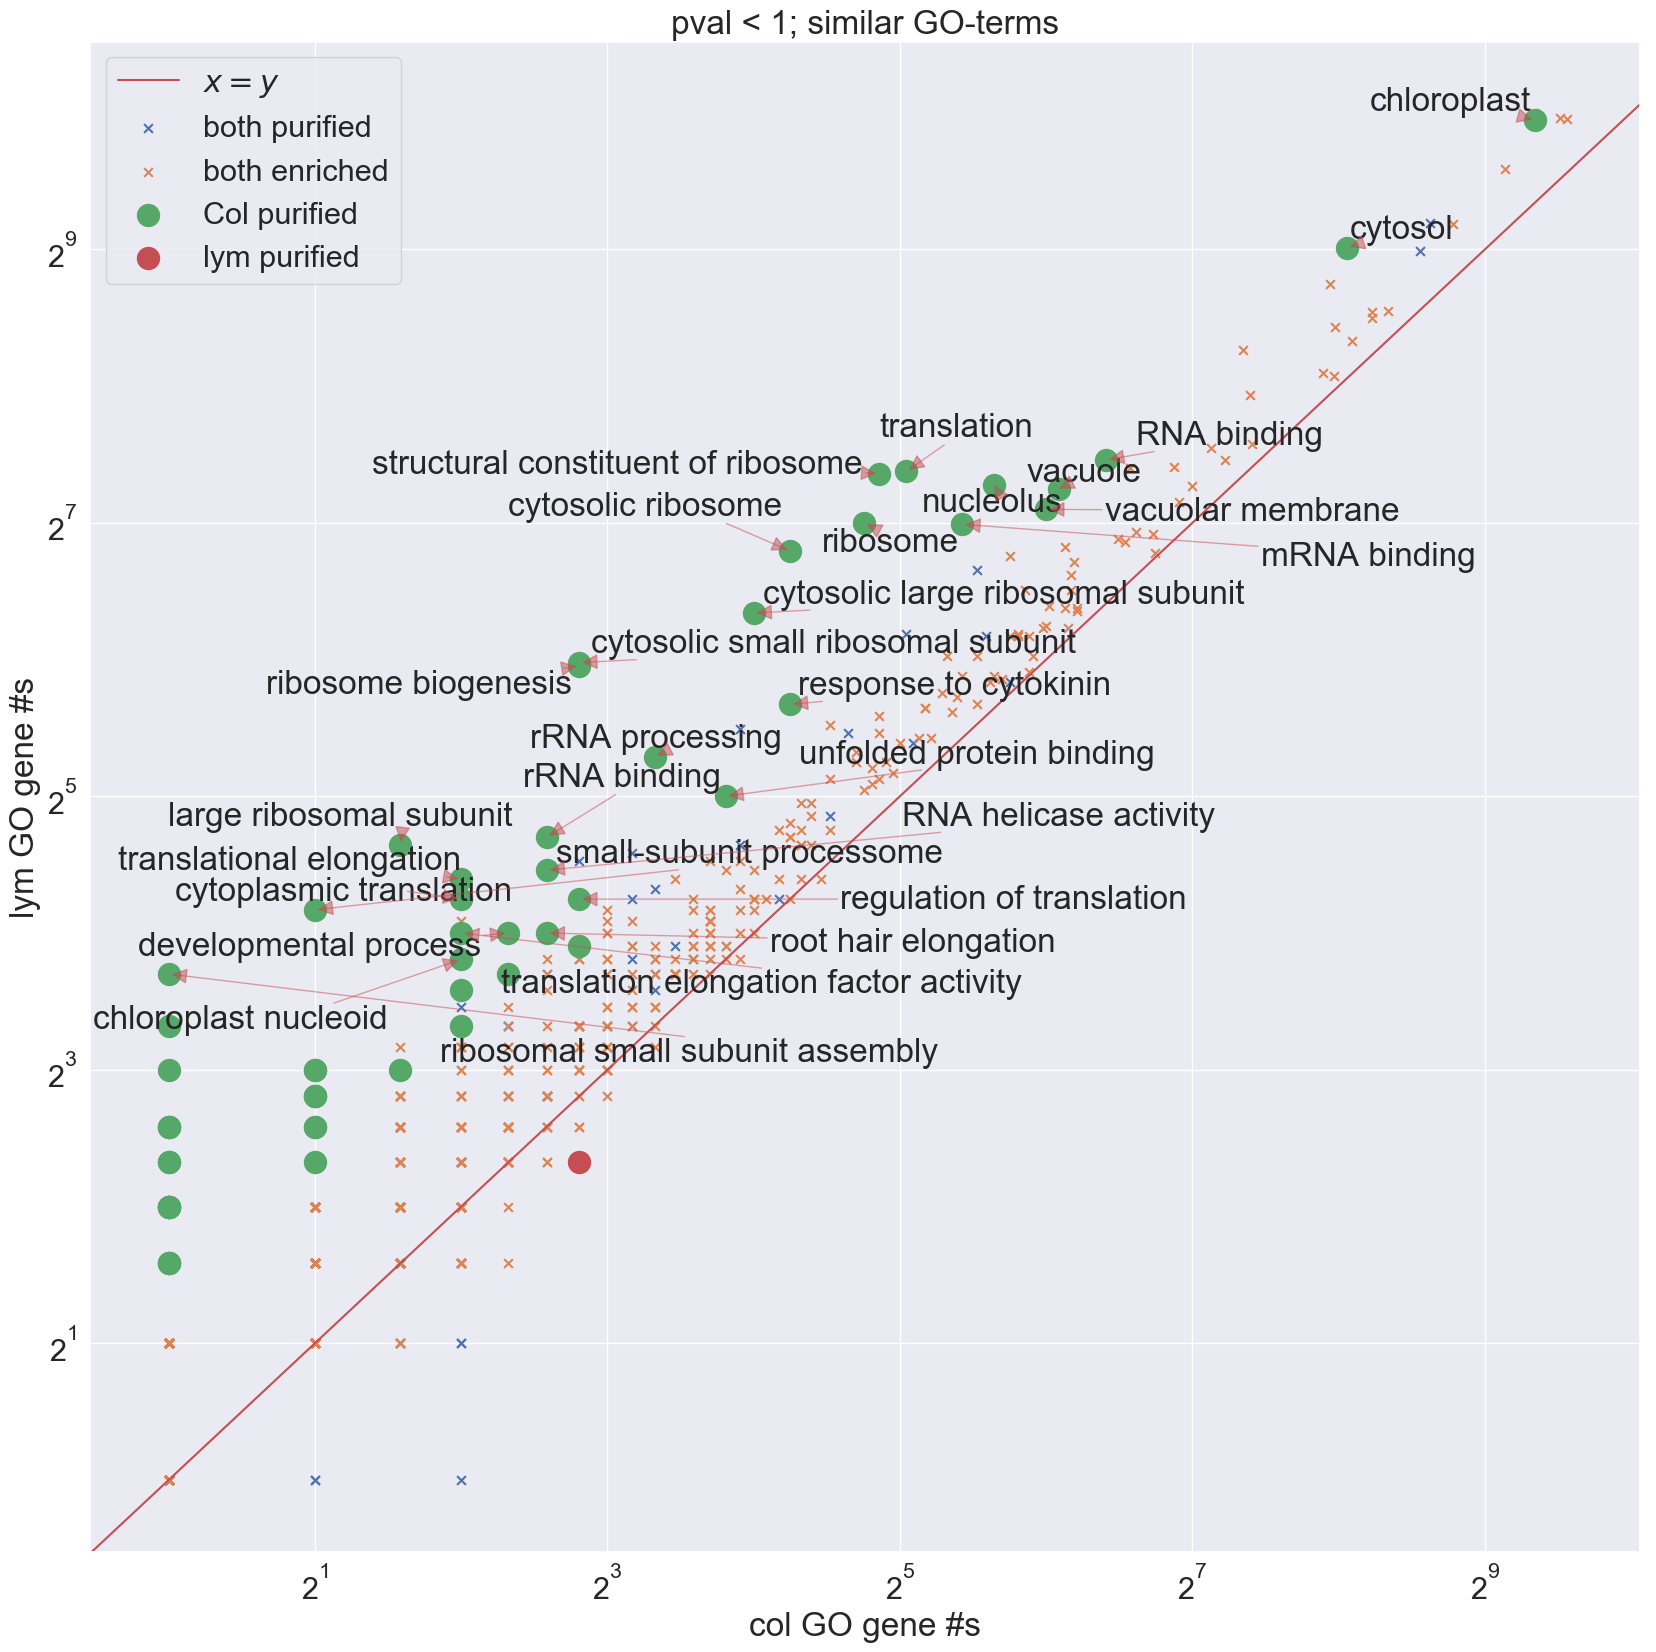 pval < 1; similar GO-terms
x = y
both purified
both enriched
Col purified
lym purified
chloroplast
cytosol
translation
RNA binding
structural constituent of ribosome
vacuole
cytosolic ribosome
nucleolus
vacuolar membrane
ribosome
mRNA binding
cytosolic large ribosomal subunit
cytosolic small ribosomal subunit
ribosome biogenesis
response to cytokinin
rRNA processing
unfolded protein binding
rRNA binding
large ribosomal subunit
RNA helicase activity
translational elongation
small-subunit processome
cytoplasmic translation
regulation of translation
developmental process
root hair elongation
translation elongation factor activity
chloroplast nucleoid
ribosomal small subunit assembly
lym GO gene #s
2^9
2^7
2^5
2^3
2^1
2^1 2^3 2^5 2^7 2^9
col GO gene #s